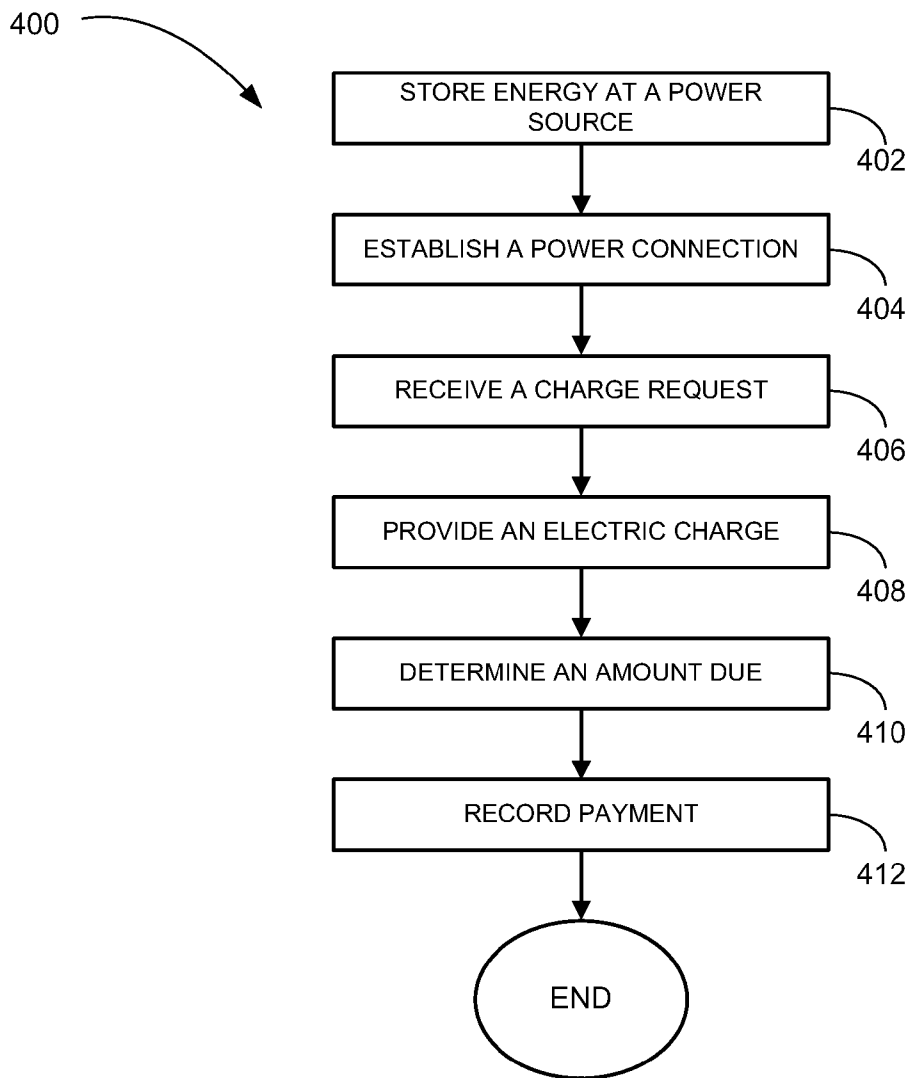 400
STORE ENERGY AT A POWER
SOURCE
402
ESTABLISH A POWER CONNECTION
404
RECEIVE A CHARGE REQUEST
406
PROVIDE AN ELECTRIC CHARGE
408
DETERMINE AN AMOUNT DUE
410
RECORD PAYMENT
412
END